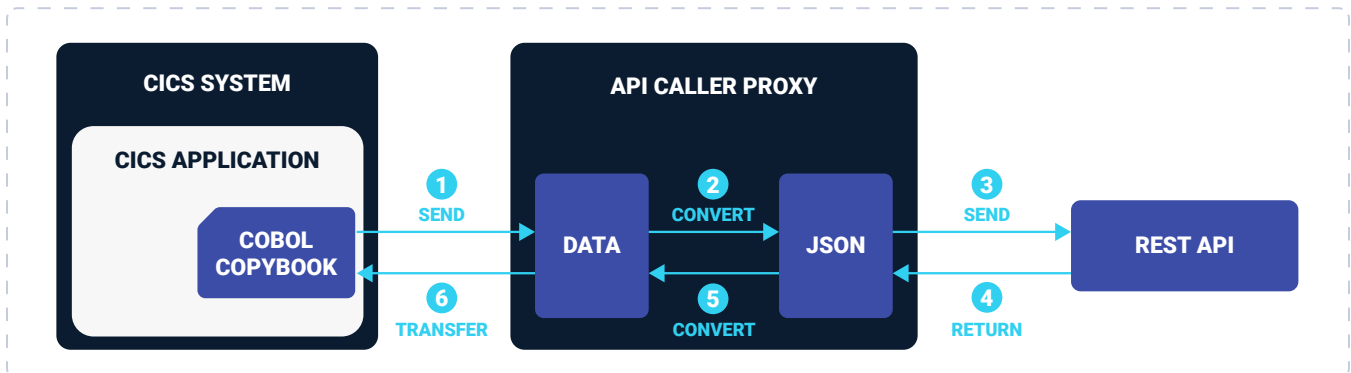 CICS SYSTEM
API CALLER PROXY
CICS APPLICATION
1
SEND
2
CONVERT
3
SEND
COBOL
COPYBOOK
DATA
JSON
REST API
6
TRANSFER
5
CONVERT
4
RETURN